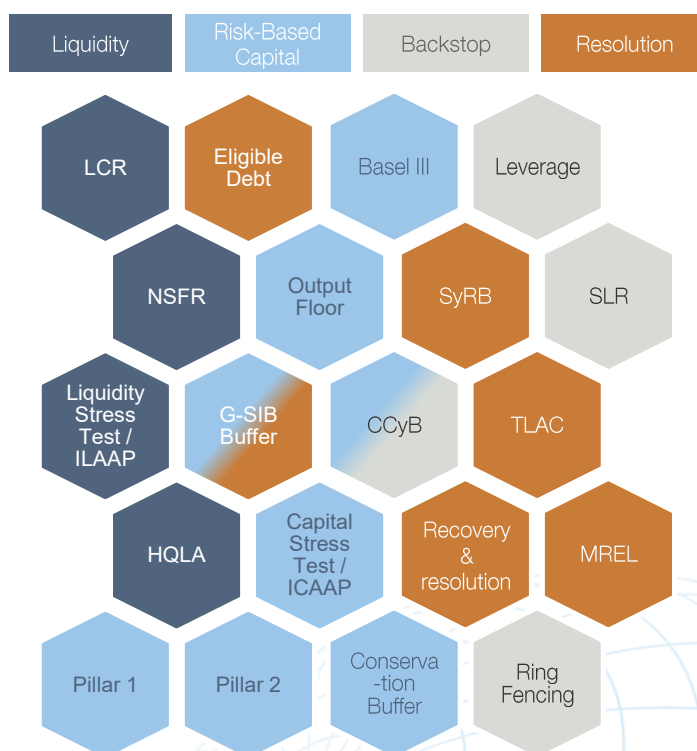 Liquidity
Risk-Based
Capital
Backstop
Resolution
LCR
Eligible
Debt
Basel III
Leverage
NSFR
Output
Floor
SyRB
SLR
Liquidity
Stress
Test /
ILAAP
G-SIB
Buffer
CCyB
TLAC
HQLA
Capital
Stress
Test /
ICAAP
Recovery
&
resolution
MREL
Pillar 1
Pillar 2
Conserva
-tion
Buffer
Ring
Fencing